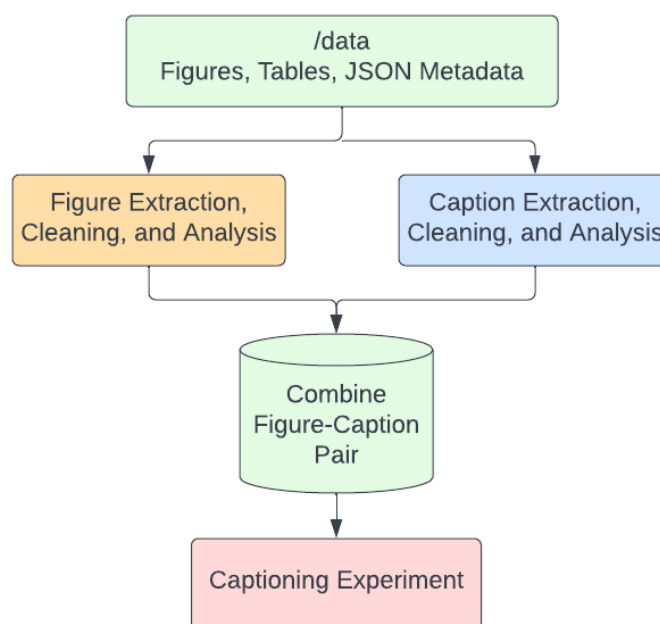 /data
Figures, Tables, JSON Metadata
Figure Extraction,
Cleaning, and Analysis
Caption Extraction,
Cleaning, and Analysis
Combine
Figure-Caption
Pair
Captioning Experiment